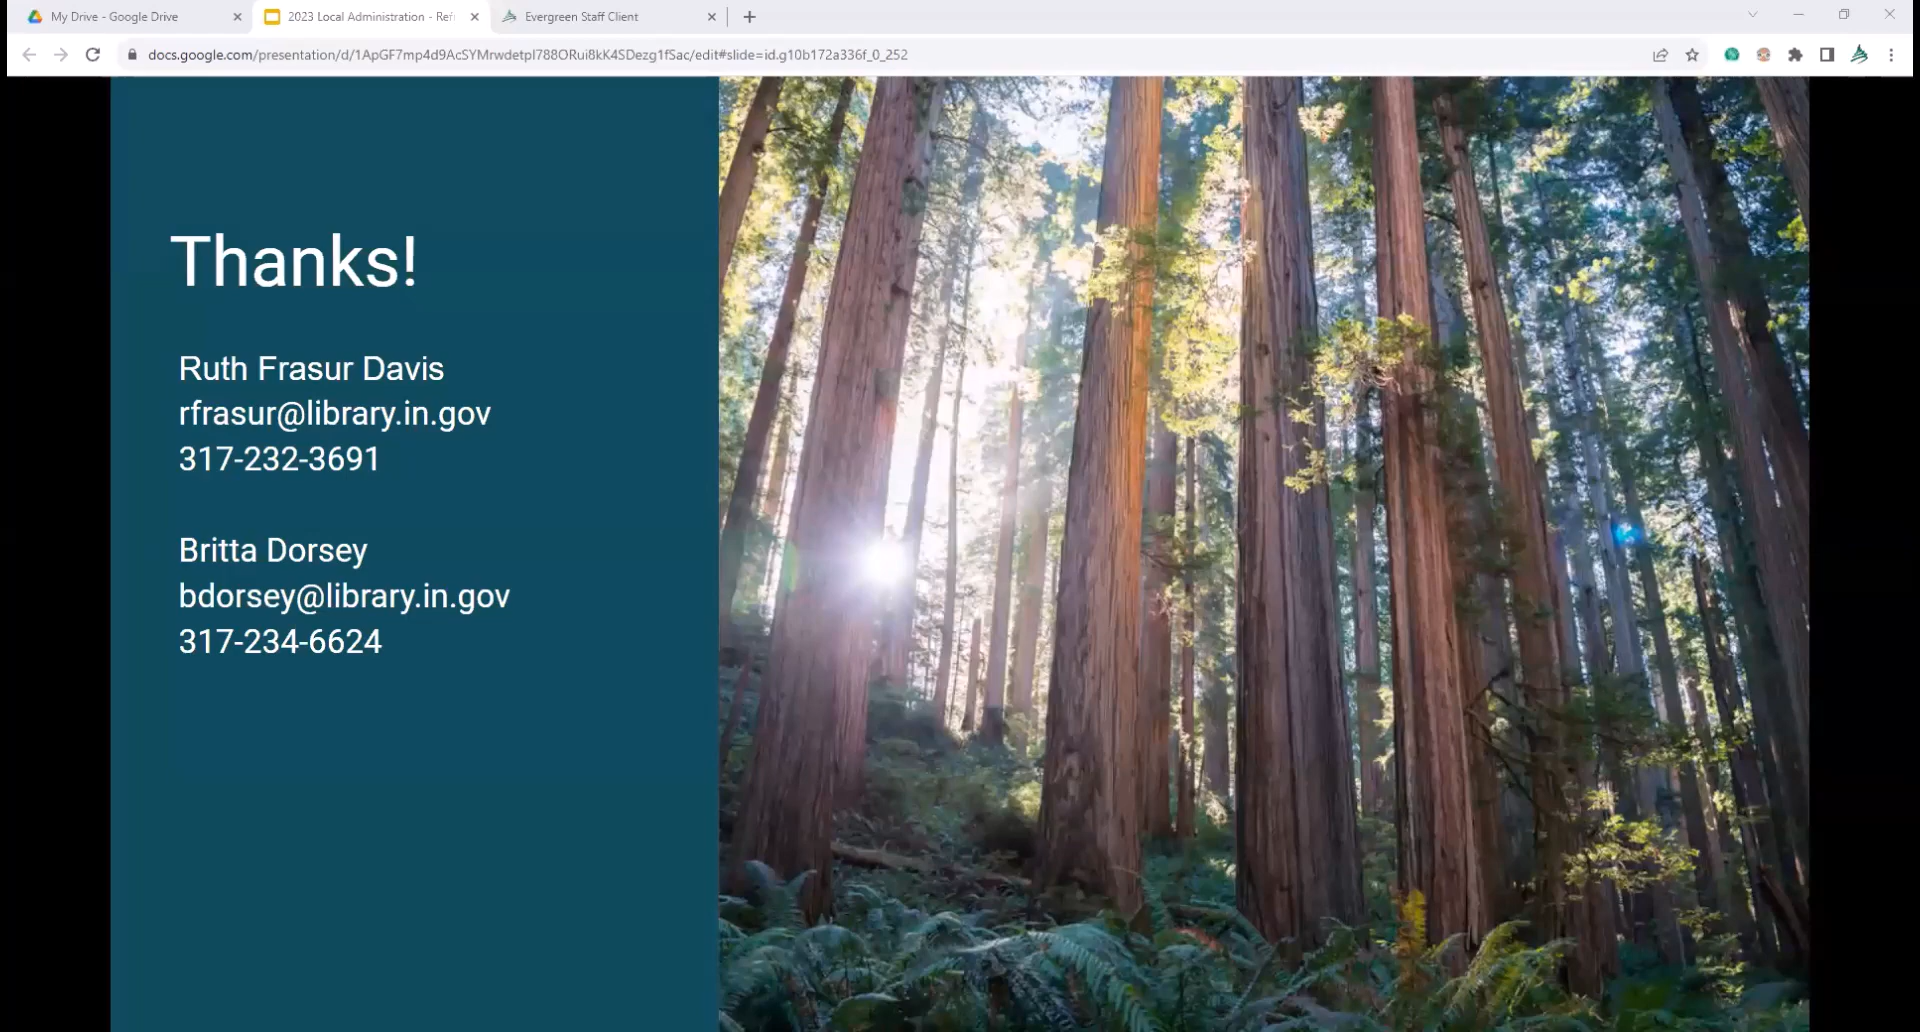 My Drive - Google Drive
2023 Local Administration - Ref
Evergreen Staff Client
docs.google.com/presentation/d/1ApGF7mp4d9AcSYMrwdetpI788ORui8kK4SDezg1fSac/edit#slide=id.g10b172a336f_0_252
Thanks!
Ruth Frasur Davis
rfrasur@library.in.gov
317-232-3691
Britta Dorsey
bdorsey@library.in.gov
317-234-6624